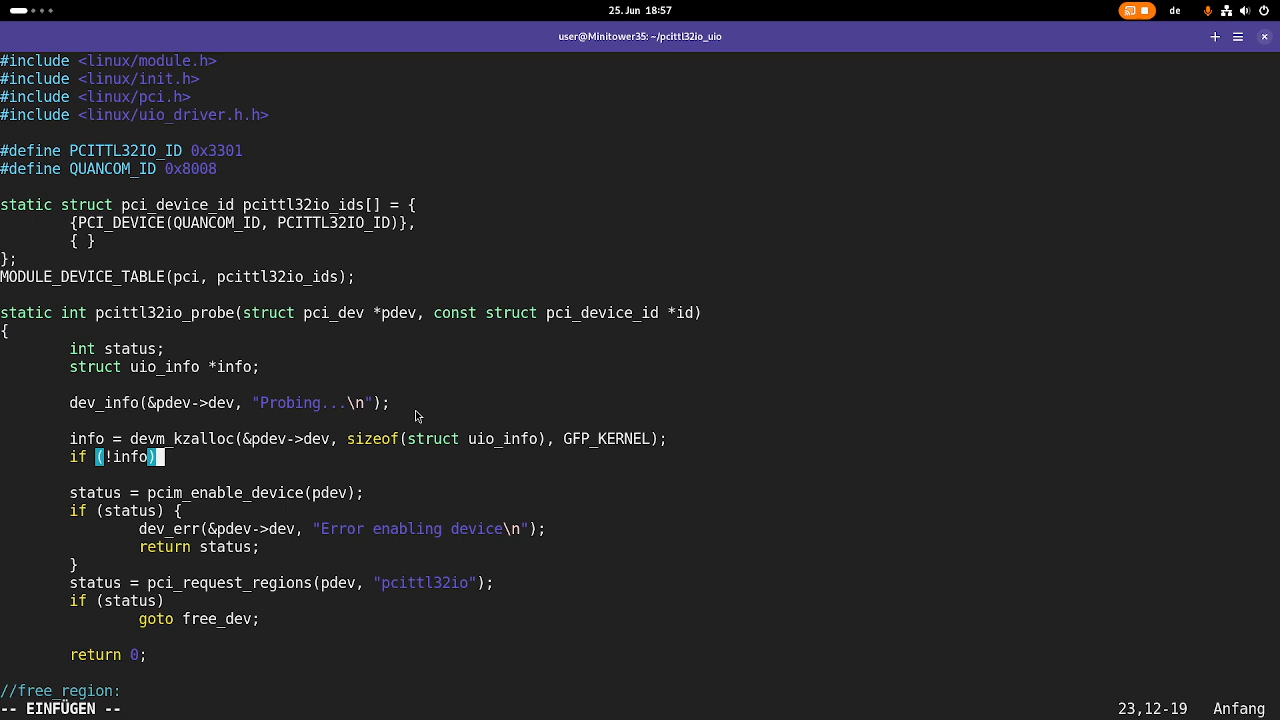 25. Jun 18:57
de
user@Minitower35: ~/pcittl32io_uio
#include <linux/module.h>
#include <linux/init.h>
#include <linux/pci.h>
#include <linux/uio_driver.h.h>
#define PCITTL32IO_ID 0x3301
#define QUANCOM_ID 0x8008
static struct pci_device_id pcittl32io_ids[] = {
{PCI_DEVICE(QUANCOM_ID, PCITTL32IO_ID)},
{ }
};
MODULE_DEVICE_TABLE(pci, pcittl32io_ids);
static int pcittl32io_probe(struct pci_dev *pdev, const struct pci_device_id *id)
{
int status;
struct uio_info *info;
dev_info(&pdev->dev, "Probing...\n");
info = devm_kzalloc(&pdev->dev, sizeof(struct uio_info), GFP_KERNEL);
if (!info)
status = pcim_enable_device(pdev);
if (status) {
dev_err(&pdev->dev, "Error enabling device\n");
return status;
}
status = pci_request_regions(pdev, "pcittl32io");
if (status)
goto free_dev;
return 0;
//free_region:
-- EINFÜGEN --
23,12-19
Anfang